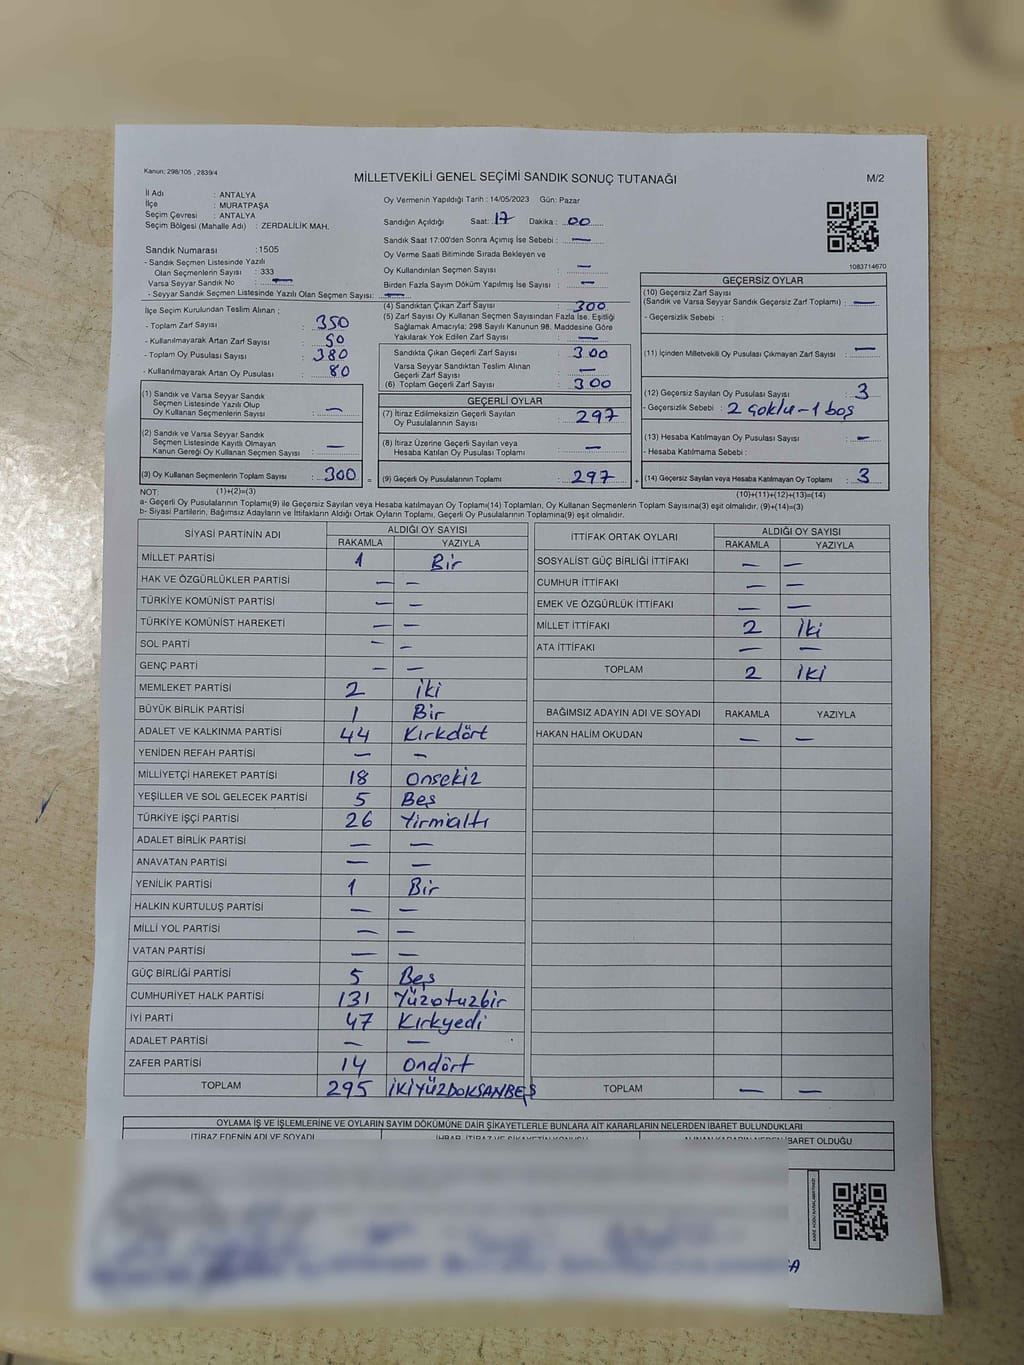 Kanun: 298/105 , 2839/4
MİLLETVEKİLİ GENEL SEÇİMİ SANDIK SONUÇ TUTANAĞI
M/2
İl Adı : ANTALYA
İlçe : MURATPAŞA
Seçim Çevresi : ANTALYA
Seçim Bölgesi (Mahalle Adı) : ZERDALİLİK MAH.
Sandık Numarası :1505
- Sandık Seçmen Listesinde Yazılı
Olan Seçmenlerin Sayısı : 333
Varsa Seyyar Sandık No : —
- Seyyar Sandık Seçmen Listesinde Yazılı Olan Seçmen Sayısı: —
Oy Vermenin Yapıldığı Tarih : 14/05/2023 Gün: Pazar
Sandığın Açıldığı Saat: 17 Dakika : 00
Sandık Saat 17:00'den Sonra Açımış İse Sebebi : —
Oy Verme Saati Bitiminde Sırada Bekleyen ve
Oy Kullandırılan Seçmen Sayısı : —
Birden Fazla Sayım Döküm Yapılmış İse Sayısı : —
1083714670
İlçe Seçim Kurulundan Teslim Alınan ;
- Toplam Zarf Sayısı : 350
- Kullanılmayarak Artan Zarf Sayısı : 50
- Toplam Oy Pusulası Sayısı : 380
- Kullanılmayarak Artan Oy Pusulası : 80
(1) Sandık ve Varsa Seyyar Sandık
Seçmen Listesinde Yazılı Olup
Oy Kullanan Seçmenlerin Sayısı : —
(2) Sandık ve Varsa Seyyar Sandık
Seçmen Listesinde Kayıtlı Olmayan
Kanun Gereği Oy Kullanan Seçmen Sayısı : —
(3) Oy Kullanan Seçmenlerin Toplam Sayısı : 300
(4) Sandıktan Çıkan Zarf Sayısı : 300
(5) Zarf Sayısı Oy Kullanan Seçmen Sayısından Fazla İse, Eşitliği
Sağlamak Amacıyla; 298 Sayılı Kanunun 98. Maddesine Göre
Yakılarak Yok Edilen Zarf Sayısı : —
Sandıkta Çıkan Geçerli Zarf Sayısı : 300
Varsa Seyyar Sandıktan Teslim Alınan
Geçerli Zarf Sayısı : —
(6) Toplam Geçerli Zarf Sayısı : 300
GEÇERLİ OYLAR
(7) İtiraz Edilmeksizin Geçerli Sayılan
Oy Pusulalarının Sayısı : 297
(8) İtiraz Üzerine Geçerli Sayılan veya
Hesaba Katılan Oy Pusulası Toplamı : —
= (9) Geçerli Oy Pusulalarının Toplamı : 297
GEÇERSİZ OYLAR
(10) Geçersiz Zarf Sayısı
(Sandık ve Varsa Seyyar Sandık Geçersiz Zarf Toplamı) : —
- Geçersizlik Sebebi :
(11) İçinden Milletvekili Oy Pusulası Çıkmayan Zarf Sayısı : —
(12) Geçersiz Sayılan Oy Pusulası Sayısı : 3
- Geçersizlik Sebebi : 2 çoklu-1 boş
(13) Hesaba Katılmayan Oy Pusulası Sayısı : —
- Hesaba Katılmama Sebebi :
+ (14) Geçersiz Sayılan veya Hesaba Katılmayan Oy Toplamı : 3
NOT: (1)+(2)=(3)
(10)+(11)+(12)+(13)=(14)
a- Geçerli Oy Pusulalarının Toplamı(9) ile Geçersiz Sayılan veya Hesaba Katılmayan Oy Toplamı(14) Toplamları, Oy Kullanan Seçmenlerin Toplam Sayısına(3) eşit olmalıdır, (9)+(14)=(3)
b- Siyasi Partilerin, Bağımsız Adayların ve İttifakların Aldığı Ortak Oyların Toplamı, Geçerli Oy Pusulalarının Toplamına(9) eşit olmalıdır.
SİYASİ PARTİNİN ADI ALDIĞI OY SAYISI
RAKAMLA YAZIYLA
MİLLET PARTİSİ 1 Bir
HAK VE ÖZGÜRLÜKLER PARTİSİ — —
TÜRKİYE KOMÜNİST PARTİSİ — —
TÜRKİYE KOMÜNİST HAREKETİ — —
SOL PARTİ — —
GENÇ PARTİ — —
MEMLEKET PARTİSİ 2 iki
BÜYÜK BİRLİK PARTİSİ 1 Bir
ADALET VE KALKINMA PARTİSİ 44 Kırkdört
YENİDEN REFAH PARTİSİ — —
MİLLİYETÇİ HAREKET PARTİSİ 18 Onsekiz
YEŞİLLER VE SOL GELECEK PARTİSİ 5 Beş
TÜRKİYE İŞÇİ PARTİSİ 26 Yirmialtı
ADALET BİRLİK PARTİSİ — —
ANAVATAN PARTİSİ — —
YENİLİK PARTİSİ 1 Bir
HALKIN KURTULUŞ PARTİSİ — —
MİLLİ YOL PARTİSİ — —
VATAN PARTİSİ — —
GÜÇ BİRLİĞİ PARTİSİ 5 Beş
CUMHURİYET HALK PARTİSİ 131 Yüzotuzbir
İYİ PARTİ 47 Kırkyedi
ADALET PARTİSİ — —
ZAFER PARTİSİ 14 Ondört
TOPLAM 295 İKİYÜZDOKSANBEŞ
İTTİFAK ORTAK OYLARI ALDIĞI OY SAYISI
RAKAMLA YAZIYLA
SOSYALİST GÜÇ BİRLİĞİ İTTİFAKI — —
CUMHUR İTTİFAKI — —
EMEK VE ÖZGÜRLÜK İTTİFAKI — —
MİLLET İTTİFAKI 2 İki
ATA İTTİFAKI — —
TOPLAM 2 İki
BAĞIMSIZ ADAYIN ADI VE SOYADI RAKAMLA YAZIYLA
HAKAN HALİM OKUDAN — —
TOPLAM — —
OYLAMA İŞ VE İŞLEMLERİNE VE OYLARIN SAYIM DÖKÜMÜNE DAİR ŞİKAYETLERLE BUNLARA AİT KARARLARIN NELERDEN İBARET BULUNDUKLARI
İTİRAZ EDENİN ADI VE SOYADI İHBAR, İTİRAZ VE ŞİKAYETİN KONUSU ALINAN KARARIN NEDEN İBARET OLDUĞU